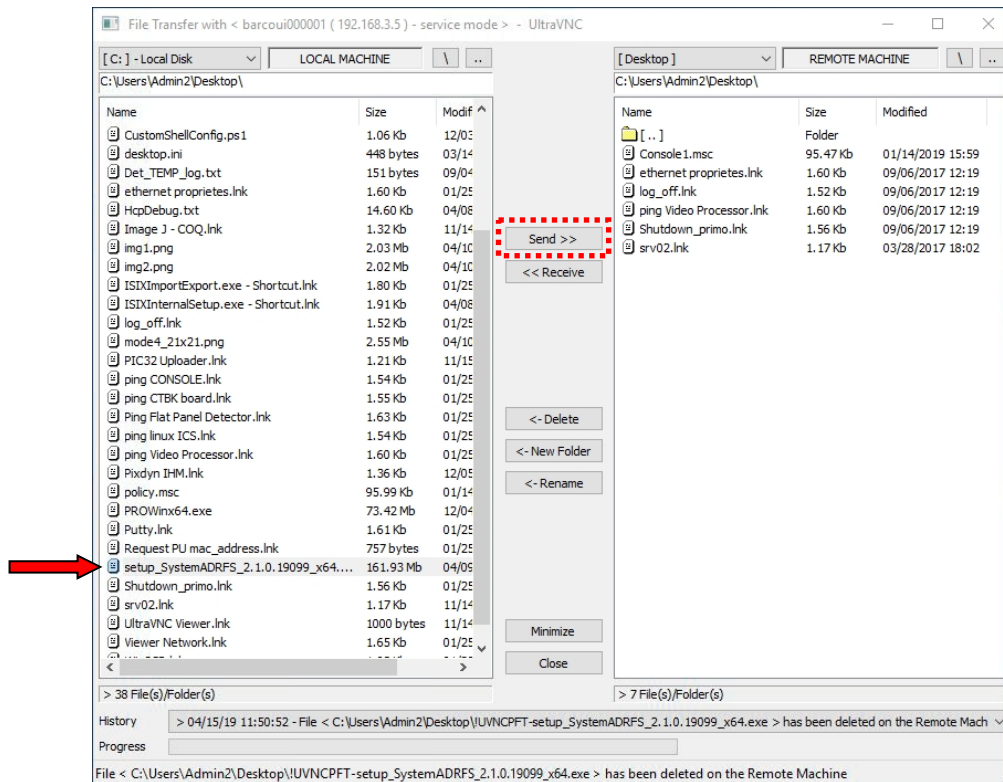 File Transfer with < barcoui000001 ( 192.168.3.5 ) - service mode > - UltraVNC
[ C: ] - Local Disk LOCAL MACHINE \ ..
C:\Users\Admin2\Desktop\
Name Size Modif
CustomShellConfig.ps1 1.06 Kb 12/03
desktop.ini 448 bytes 03/14
Det_TEMP_log.txt 151 bytes 09/04
ethernet proprietes.lnk 1.60 Kb 01/25
HcpDebug.txt 14.60 Kb 04/08
Image J - COQ.lnk 1.32 Kb 11/14
img1.png 2.03 Mb 04/10
img2.png 2.02 Mb 04/10
ISIXImportExport.exe - Shortcut.lnk 1.80 Kb 01/25
ISIXInternalSetup.exe - Shortcut.lnk 1.91 Kb 04/08
log_off.lnk 1.52 Kb 01/25
mode4_21x21.png 2.55 Mb 04/10
PIC32 Uploader.lnk 1.21 Kb 11/15
ping CONSOLE.lnk 1.54 Kb 01/25
ping CTBK board.lnk 1.55 Kb 01/25
Ping Flat Panel Detector.lnk 1.63 Kb 01/25
ping linux ICS.lnk 1.54 Kb 01/25
ping Video Processor.lnk 1.60 Kb 01/25
Pixdyn IHM.lnk 1.36 Kb 12/05
policy.msc 95.99 Kb 01/14
PROWinx64.exe 73.42 Mb 12/04
Putty.lnk 1.61 Kb 01/25
Request PU mac_address.lnk 757 bytes 01/25
setup_SystemADRFS_2.1.0.19099_x64.... 161.93 Mb 04/09
Shutdown_primo.lnk 1.56 Kb 01/25
srv02.lnk 1.17 Kb 11/14
UltraVNC Viewer.lnk 1000 bytes 11/14
Viewer Network.lnk 1.65 Kb 01/25
> 38 File(s)/Folder(s)
Send >>
<< Receive
<- Delete
<- New Folder
<- Rename
Minimize
Close
[ Desktop ] REMOTE MACHINE \ ..
C:\Users\Admin2\Desktop\
Name Size Modified
[ .. ] Folder
Console1.msc 95.47 Kb 01/14/2019 15:59
ethernet proprietes.lnk 1.60 Kb 09/06/2017 12:19
log_off.lnk 1.52 Kb 09/06/2017 12:19
ping Video Processor.lnk 1.60 Kb 09/06/2017 12:19
Shutdown_primo.lnk 1.56 Kb 09/06/2017 12:19
srv02.lnk 1.17 Kb 03/28/2017 18:02
> 7 File(s)/Folder(s)
History > 04/15/19 11:50:52 - File < C:\Users\Admin2\Desktop\!UVNCPFT-setup_SystemADRFS_2.1.0.19099_x64.exe > has been deleted on the Remote Mach
Progress
File < C:\Users\Admin2\Desktop\!UVNCPFT-setup_SystemADRFS_2.1.0.19099_x64.exe > has been deleted on the Remote Machine